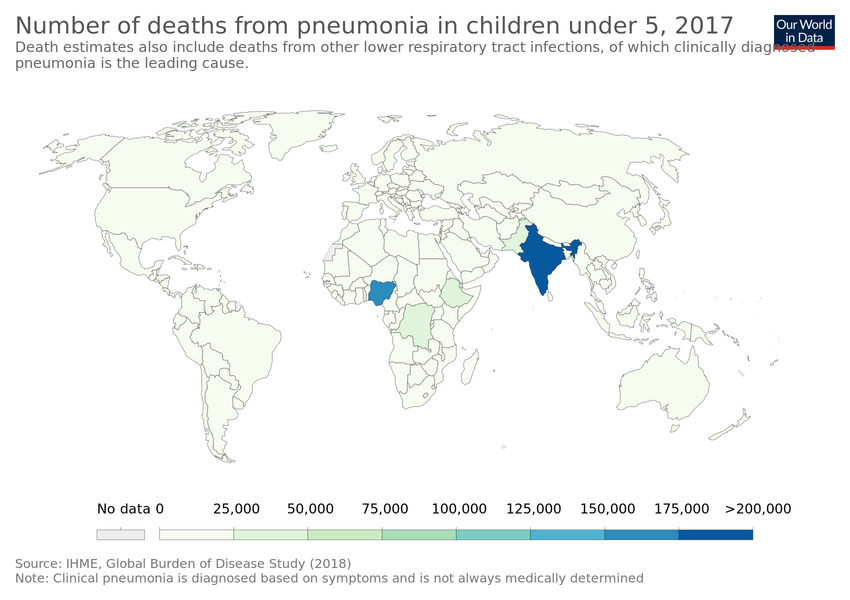 Number of deaths from pneumonia in children under 5, 2017
Our World
in Data
Death estimates also include deaths from other lower respiratory tract infections, of which clinically diagnosed
pneumonia is the leading cause.
No data 0 25,000 50,000 75,000 100,000 125,000 150,000 175,000 >200,000
Source: IHME, Global Burden of Disease Study (2018)
Note: Clinical pneumonia is diagnosed based on symptoms and is not always medically determined